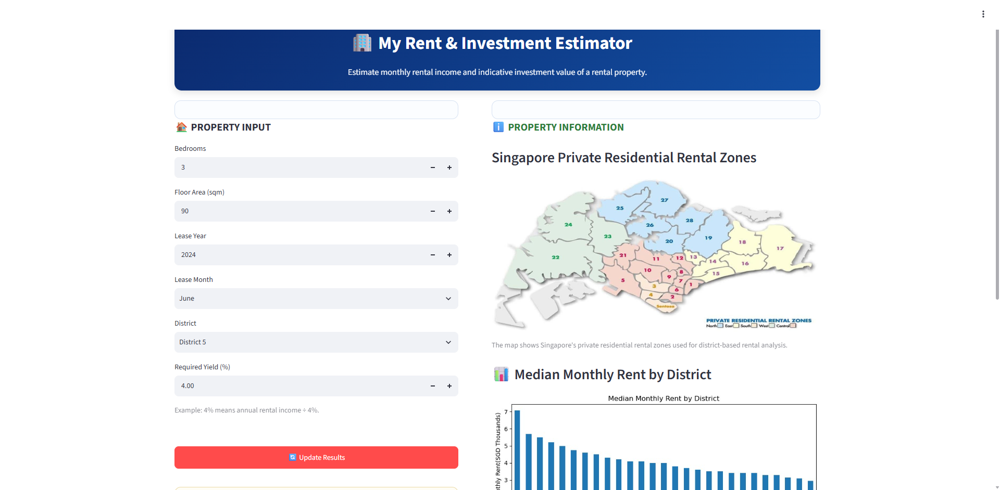 My Rent & Investment Estimator
Estimate monthly rental income and indicative investment value of a rental property.
PROPERTY INPUT
Bedrooms
3
Floor Area (sqm)
90
Lease Year
2024
Lease Month
June
District
District 5
Required Yield (%)
4.00
Example: 4% means annual rental income ÷ 4%.
Update Results
PROPERTY INFORMATION
Singapore Private Residential Rental Zones
27
25
28
24
26
23
19
20
18
17
22
21
11
12
13
14
16
10
8
15
9
7
5
3
1
6
4
2
Sentosa
PRIVATE RESIDENTIAL RENTAL ZONES
North East South West Central
The map shows Singapore's private residential rental zones used for district-based rental analysis.
Median Monthly Rent by District
Median Monthly Rent by District
7
6
5
4
3
nthly Rent(SGD Thousands)